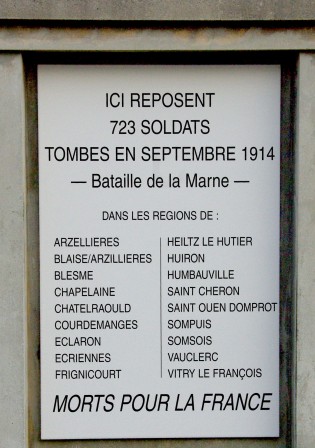 ICI REPOSENT
723 SOLDATS
TOMBES EN SEPTEMBRE 1914
— Bataille de la Marne —
DANS LES REGIONS DE :
ARZELLIERES
BLAISE/ARZILLIERES
BLESME
CHAPELAINE
CHATELRAOULD
COURDEMANGES
ECLARON
ECRIENNES
FRIGNICOURT
HEILTZ LE HUTIER
HUIRON
HUMBAUVILLE
SAINT CHERON
SAINT OUEN DOMPROT
SOMPUIS
SOMSOIS
VAUCLERC
VITRY LE FRANÇOIS
MORTS POUR LA FRANCE